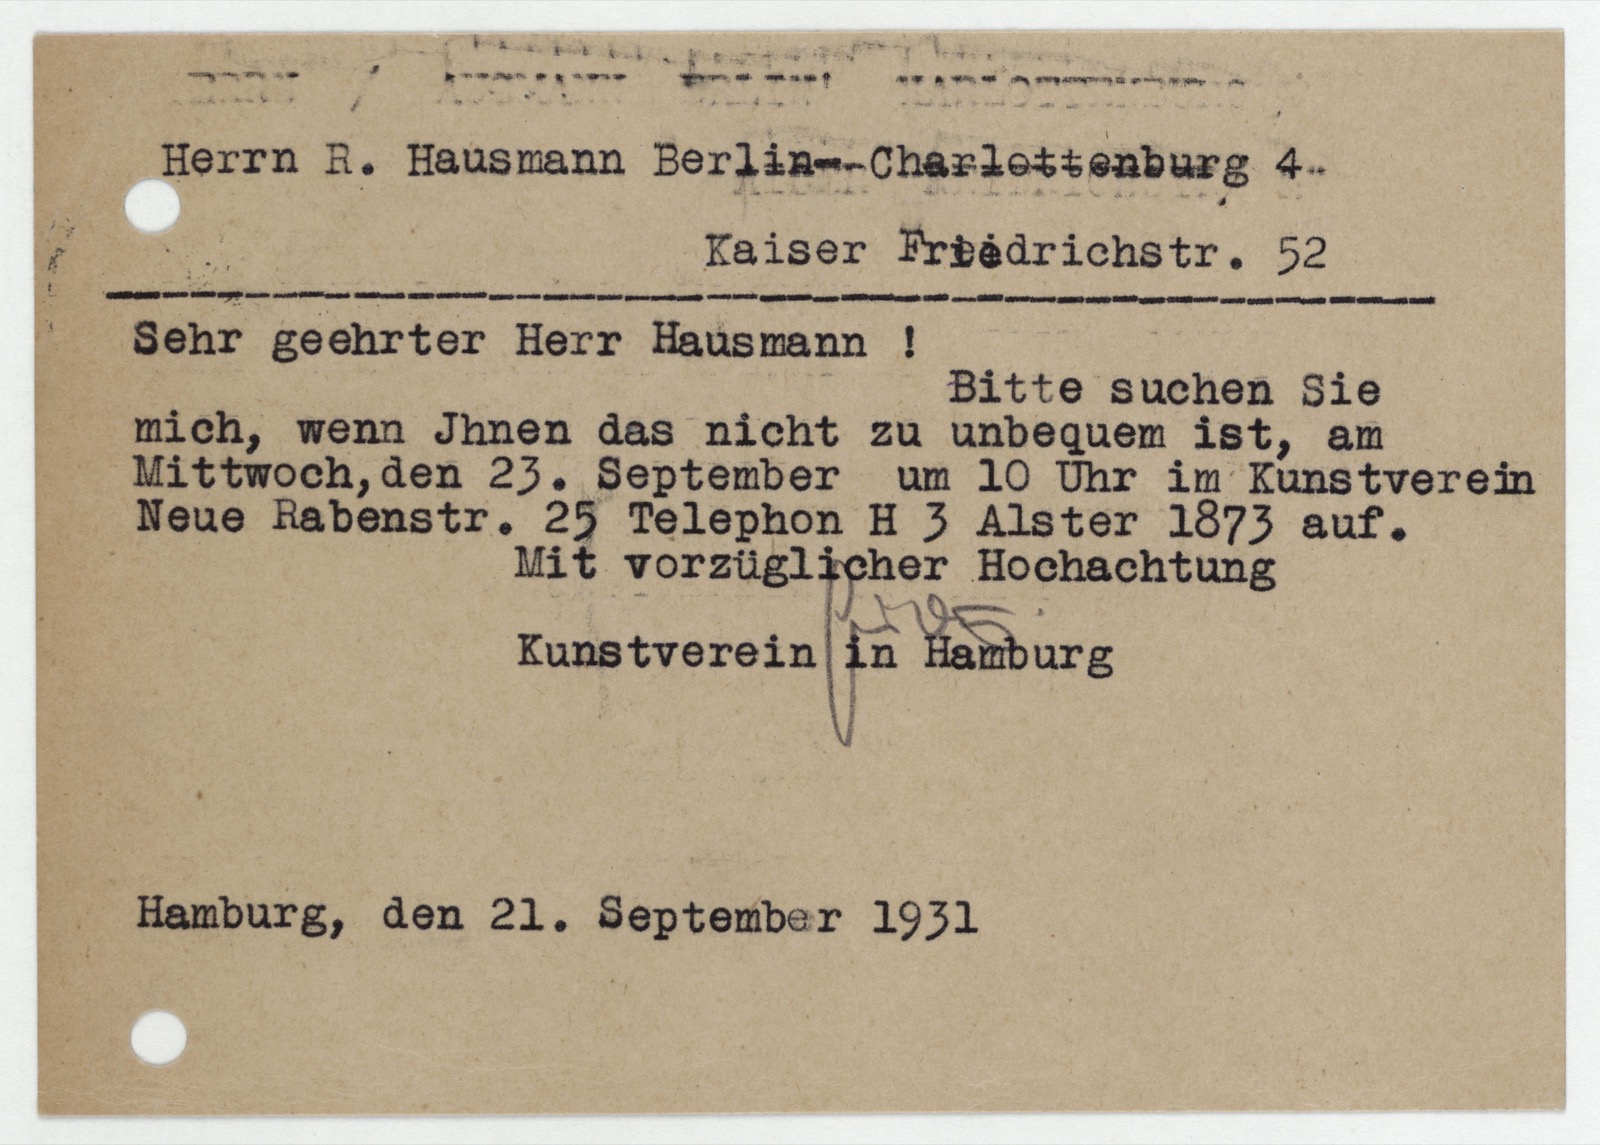 Herrn R. Hausmann Berlin--Charlottenburg 4.
Kaiser Friedrichstr. 52
Sehr geehrter Herr Hausmann !
Bitte suchen Sie
mich, wenn Jhnen das nicht zu unbequem ist, am
Mittwoch,den 23. September um 10 Uhr im Kunstverein
Neue Rabenstr. 25 Telephon H 3 Alster 1873 auf.
Mit vorzüglicher Hochachtung
Kunstverein in Hamburg
Hamburg, den 21. September 1931